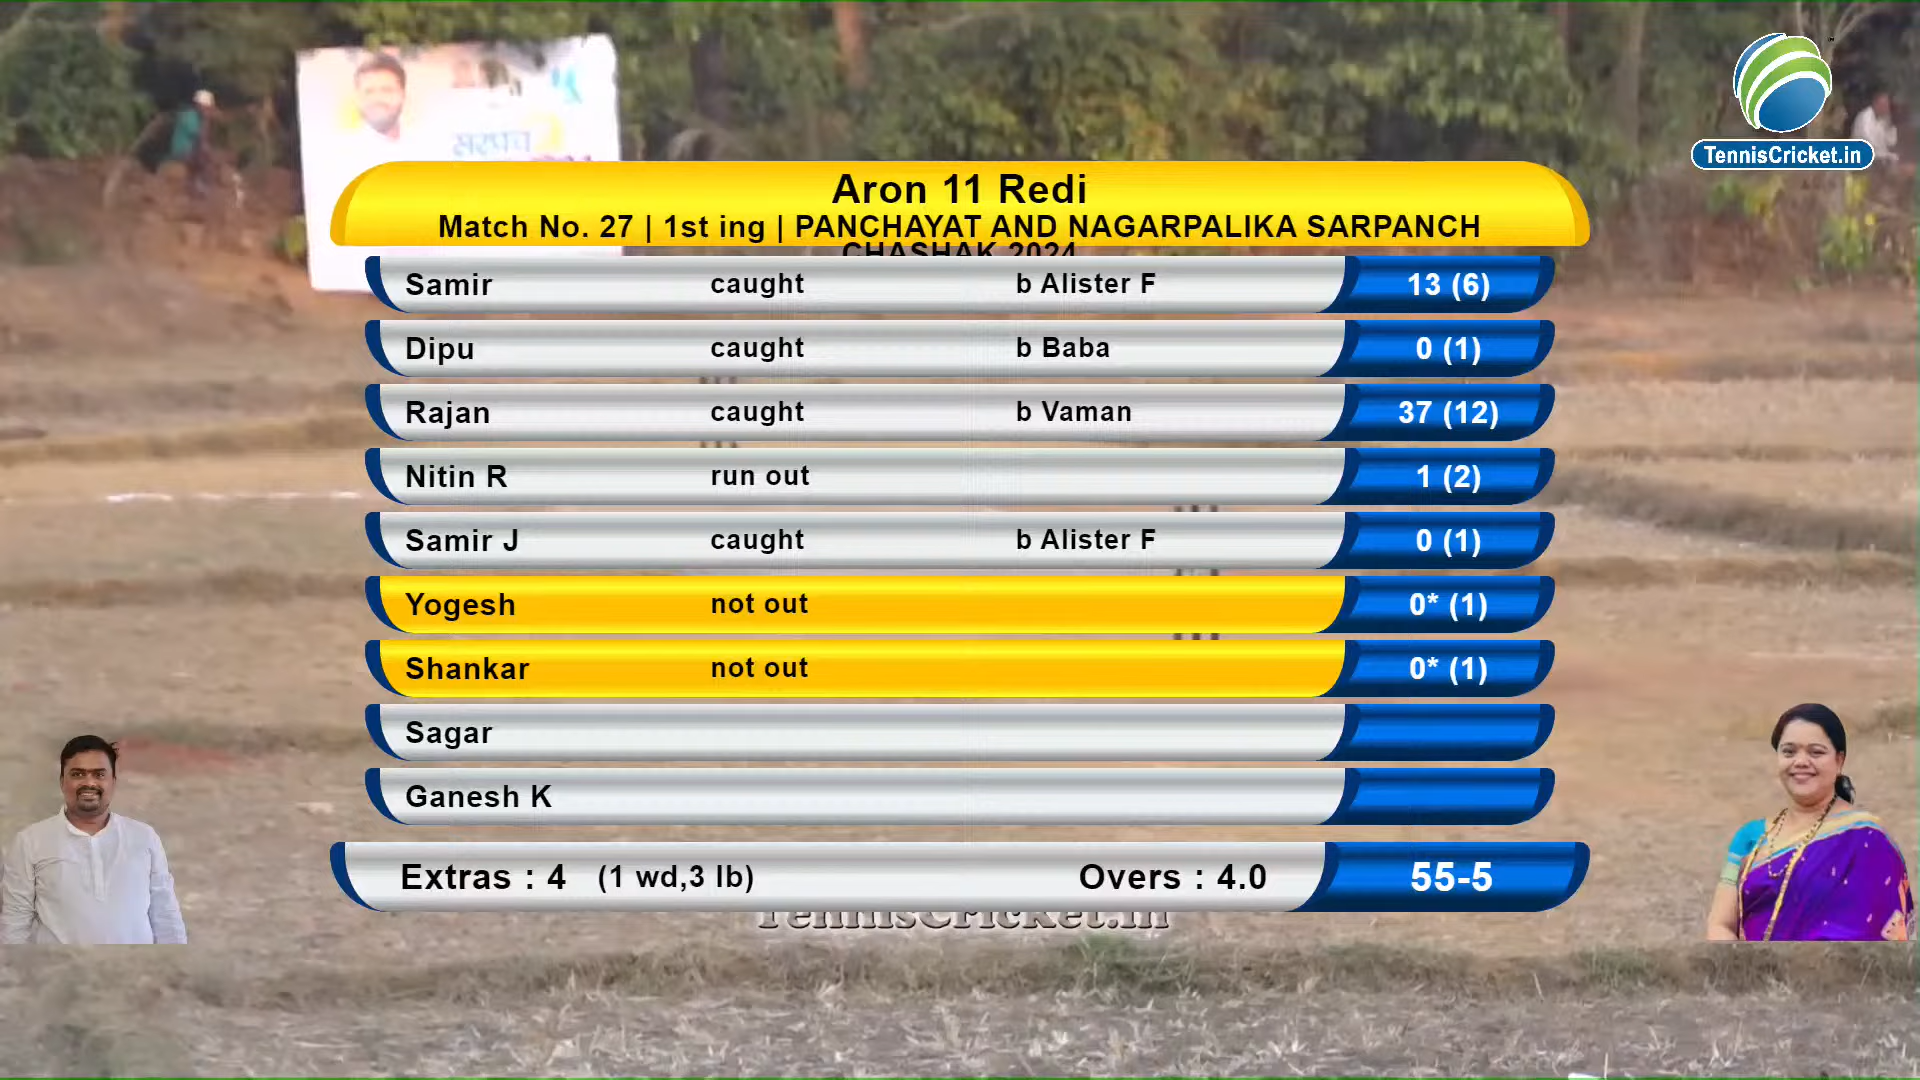 सरपंच
TennisCricket.in
Aron 11 Redi
Match No. 27 | 1st ing | PANCHAYAT AND NAGARPALIKA SARPANCH
CHASHAK 2024
Samir caught b Alister F 13 (6)
Dipu caught b Baba 0 (1)
Rajan caught b Vaman 37 (12)
Nitin R run out 1 (2)
Samir J caught b Alister F 0 (1)
Yogesh not out 0* (1)
Shankar not out 0* (1)
Sagar
Ganesh K
Extras : 4 (1 wd,3 lb) Overs : 4.0 55-5
TennisCricket.in